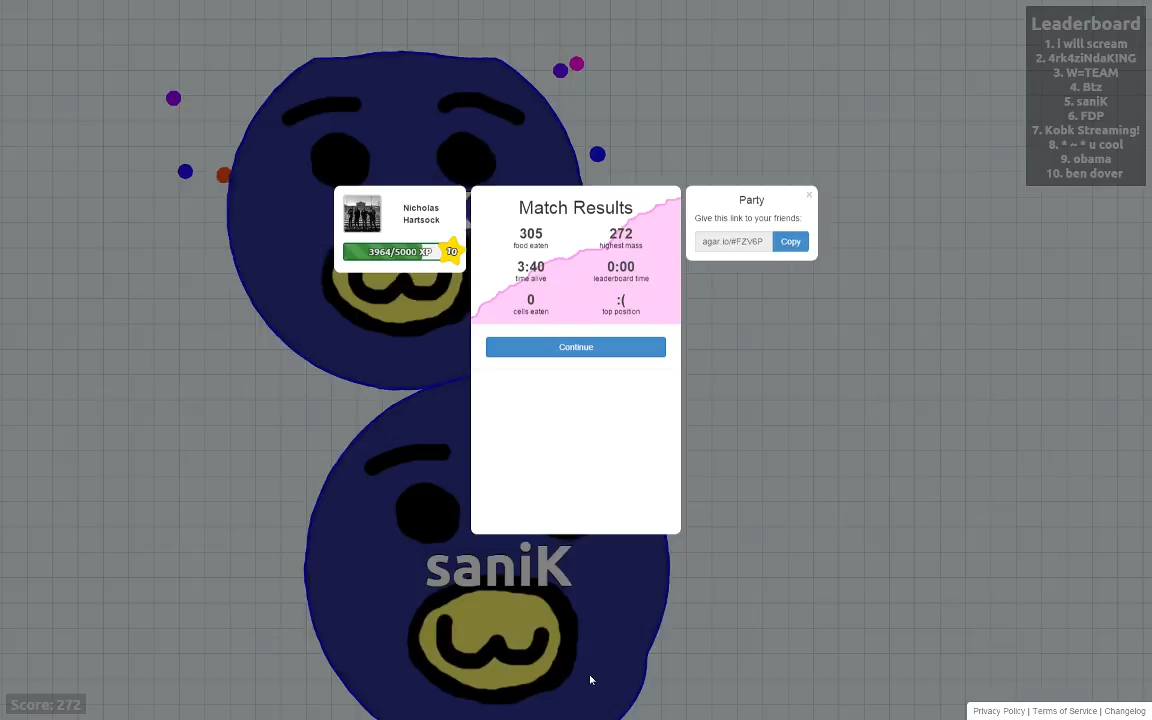 Leaderboard
1. i will scream
2. 4rk4ziNdaKING
3. W=TEAM
4. Btz
5. saniK
6. FDP
7. Kobk Streaming!
8. * ~ * u cool
9. obama
10. ben dover
Nicholas
Hartsock
3964/5000 XP
10
Match Results
305
food eaten
272
highest mass
3:40
time alive
0:00
leaderboard time
0
cells eaten
:(
top position
Continue
Party
×
Give this link to your friends:
agar.io/#FZV6P
Copy
saniK
Score: 272
Privacy Policy | Terms of Service | Changelog